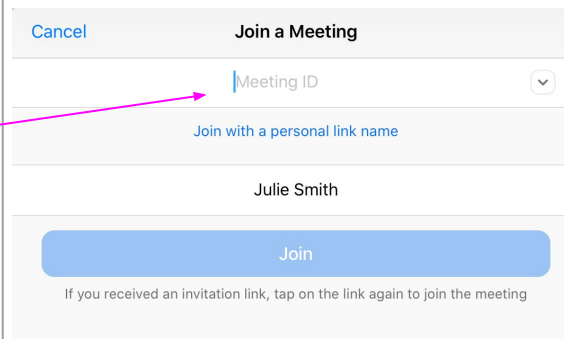 Cancel
Join a Meeting
Meeting ID
Join with a personal link name
Julie Smith
Join
If you received an invitation link, tap on the link again to join the meeting